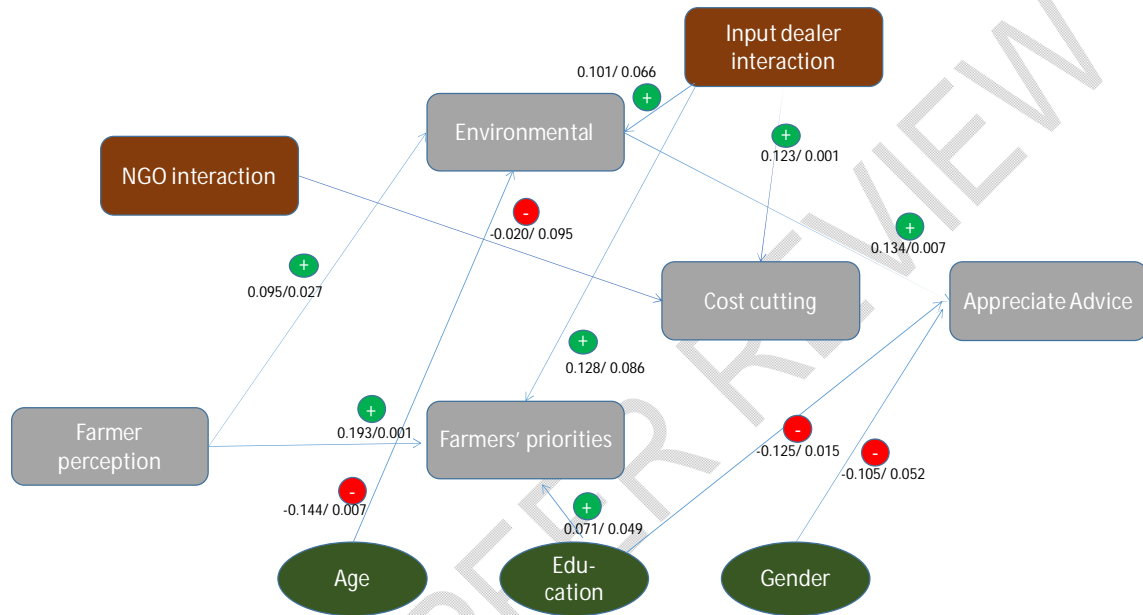 Input dealer
interaction
0.101/ 0.066
+
Environmental
+
0.123/ 0.001
NGO interaction
-
-0.020/ 0.095
+
0.134/0.007
+
0.095/0.027
Cost cutting
Appreciate Advice
+
0.128/ 0.086
Farmer
perception
+
0.193/0.001
Farmers' priorities
-
-0.125/ 0.015
-
-0.105/ 0.052
-
-0.144/ 0.007
+
0.071/ 0.049
Age
Edu-
cation
Gender
PEER REVIEW